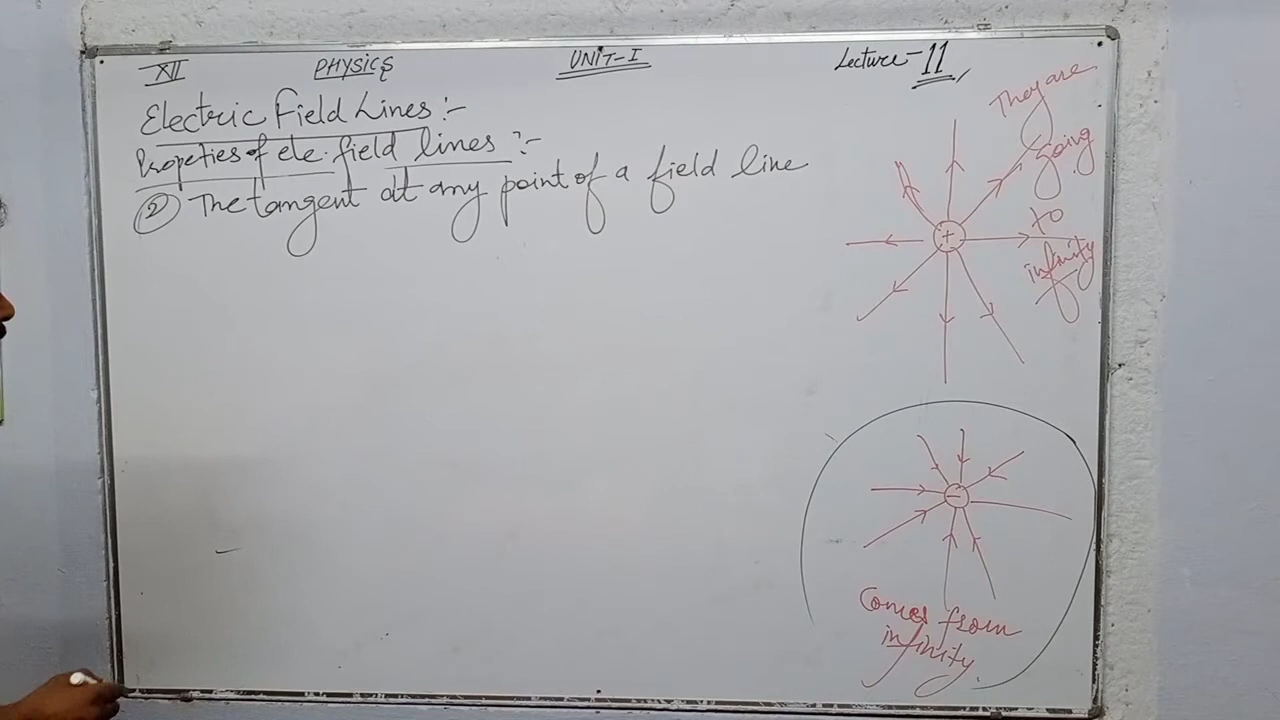 XII PHYSICS UNIT-I Lecture-11,
Electric Field Lines :-
Propeties of ele. field lines :-
② The tangent at any point of a field line
They are
going
to
infinity
+
−
Comes from
infinity.